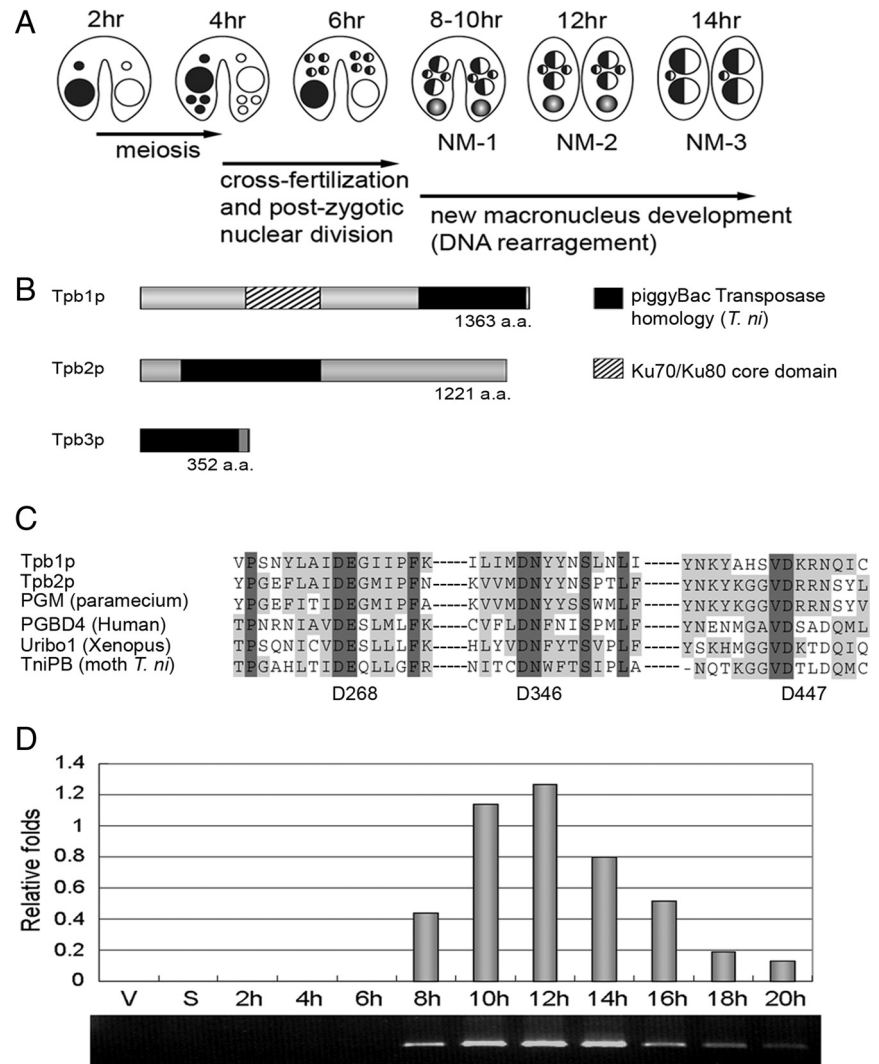 A
2hr 4hr 6hr 8-10hr 12hr 14hr
NM-1 NM-2 NM-3
meiosis
cross-fertilization
and post-zygotic
nuclear division
new macronucleus development
(DNA rearragement)
B
Tpb1p
1363 a.a.
Tpb2p
1221 a.a.
Tpb3p
352 a.a.
piggyBac Transposase
homology (T. ni)
Ku70/Ku80 core domain
C
Tpb1p VPSNYLAIDEGIIPFK-----ILIMDNYYNSLNLI-----YNKYAHSVDKRNQIC
Tpb2p YPGEFLAIDEGMIPFN-----KVVMDNYYNSPTLF-----YNKYKGGVDRRNSYL
PGM (paramecium) YPGEFITIDEGMIPFA-----KVVMDNYYSSWMLF-----YNKYKGGVDRRNSYV
PGBD4 (Human) TPNRNIAVDESLMLFK-----CVFLDNFNISPMLF-----YNENMGAVDSADQML
Uribo1 (Xenopus) TPSQNICVDESLLLFK-----HLYVDNFYTSVPLF-----YSKHMGGVDKTDQIQ
TniPB (moth T. ni) TPGAHLTIDEQLLGFR-----NITCDNWFTSIPLA-----NQTKGGVDTLDQMC
D268 D346 D447
D
Relative folds
1.4
1.2
1
0.8
0.6
0.4
0.2
0
V S 2h 4h 6h 8h 10h 12h 14h 16h 18h 20h